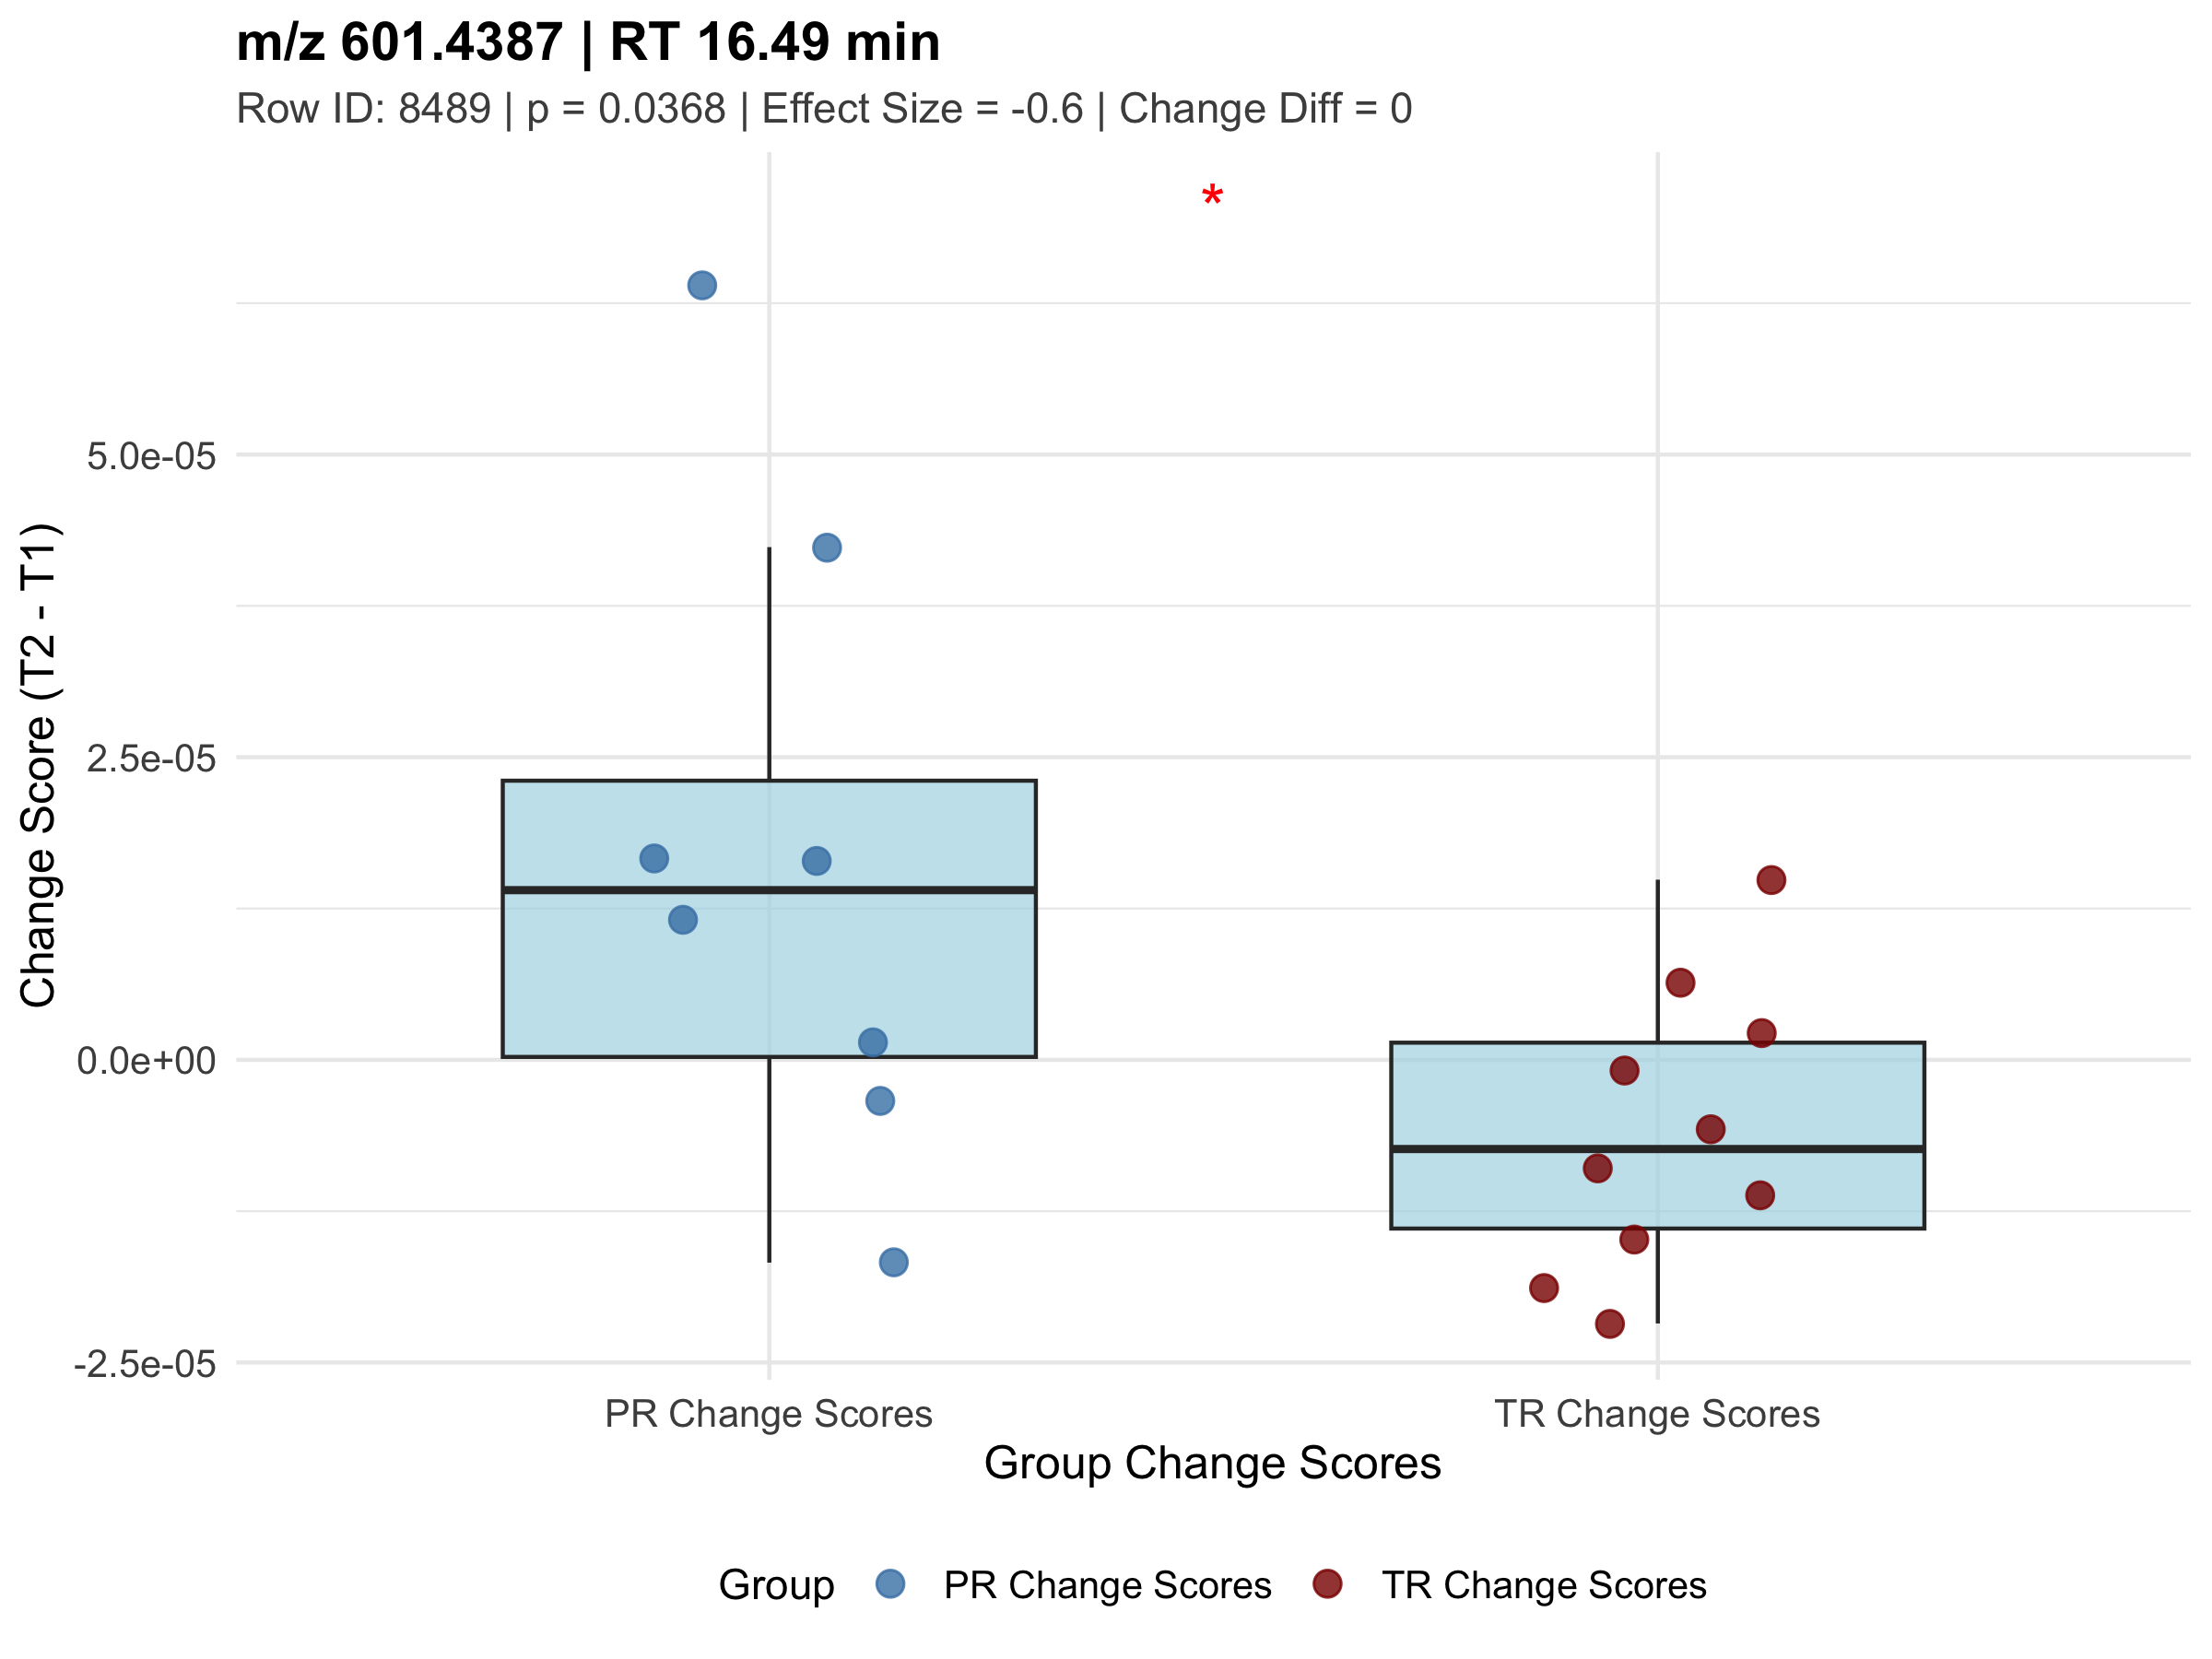 m/z 601.4387 | RT 16.49 min
Row ID: 8489 | p = 0.0368 | Effect Size = -0.6 | Change Diff = 0
*
Change Score (T2 - T1)
5.0e-05
2.5e-05
0.0e+00
-2.5e-05
PR Change Scores TR Change Scores
Group Change Scores
Group PR Change Scores TR Change Scores